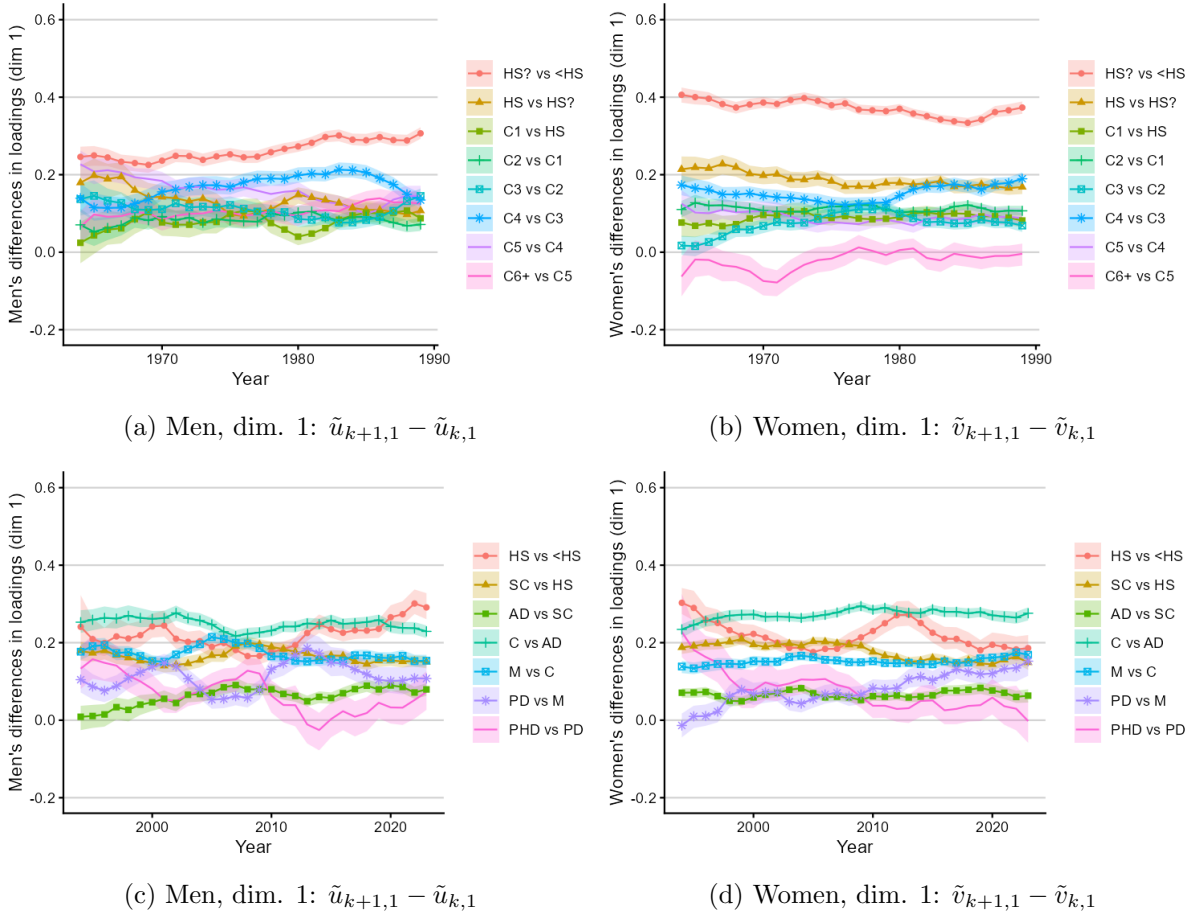 Men's differences in loadings (dim 1)
0.6
0.4
0.2
0.0
-0.2
1970
1980
1990
Year
HS? vs <HS
HS vs HS?
C1 vs HS
C2 vs C1
C3 vs C2
C4 vs C3
C5 vs C4
C6+ vs C5
(a) Men, dim. 1: ũₖ₊₁,₁ − ũₖ,₁
Women's differences in loadings (dim 1)
0.6
0.4
0.2
0.0
-0.2
1970
1980
1990
Year
HS? vs <HS
HS vs HS?
C1 vs HS
C2 vs C1
C3 vs C2
C4 vs C3
C5 vs C4
C6+ vs C5
(b) Women, dim. 1: ṽₖ₊₁,₁ − ṽₖ,₁
Men's differences in loadings (dim 1)
0.6
0.4
0.2
0.0
-0.2
2000
2010
2020
Year
HS vs <HS
SC vs HS
AD vs SC
C vs AD
M vs C
PD vs M
PHD vs PD
(c) Men, dim. 1: ũₖ₊₁,₁ − ũₖ,₁
Women's differences in loadings (dim 1)
0.6
0.4
0.2
0.0
-0.2
2000
2010
2020
Year
HS vs <HS
SC vs HS
AD vs SC
C vs AD
M vs C
PD vs M
PHD vs PD
(d) Women, dim. 1: ṽₖ₊₁,₁ − ṽₖ,₁